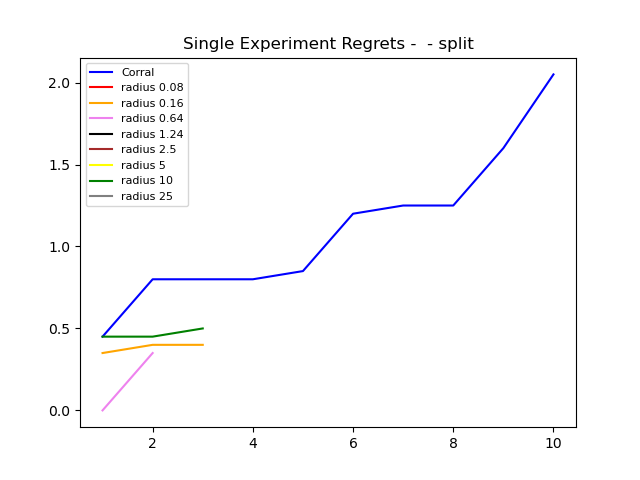 Single Experiment Regrets -  - split
Corral
radius 0.08
radius 0.16
radius 0.64
radius 1.24
radius 2.5
radius 5
radius 10
radius 25
2.0
1.5
1.0
0.5
0.0
2 4 6 8 10